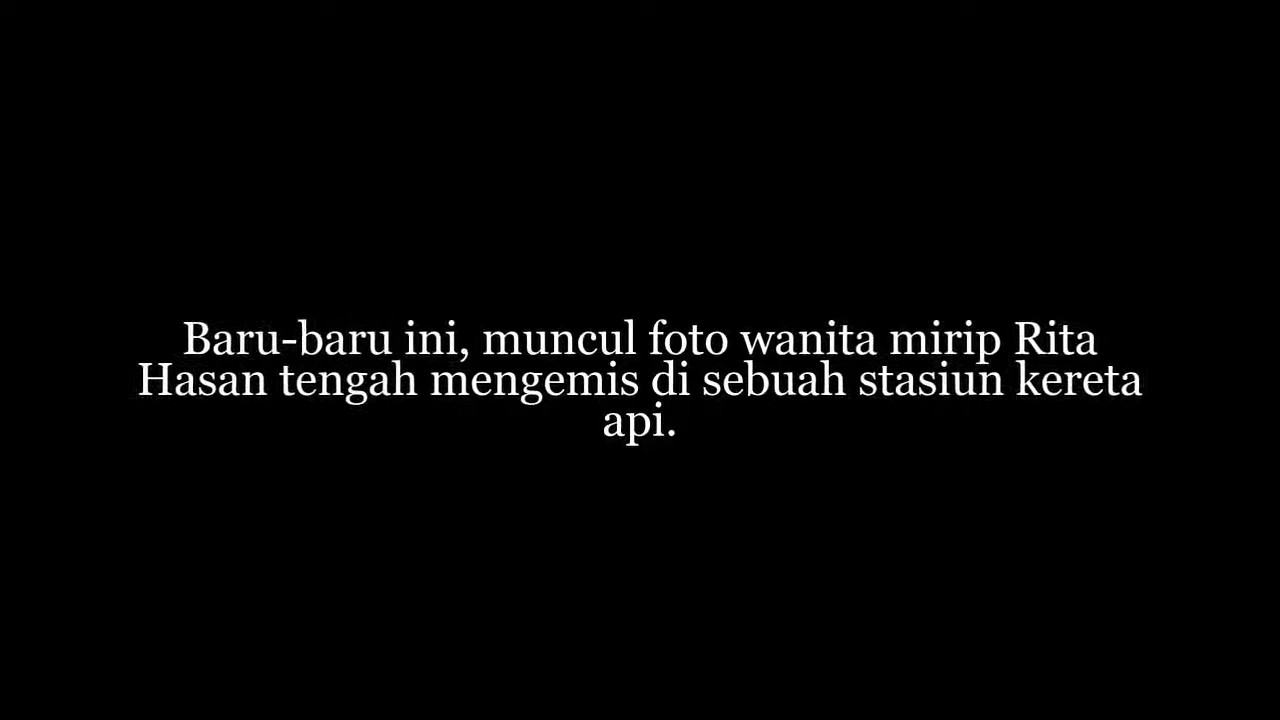 Baru-baru ini, muncul foto wanita mirip Rita
Hasan tengah mengemis di sebuah stasiun kereta
api.